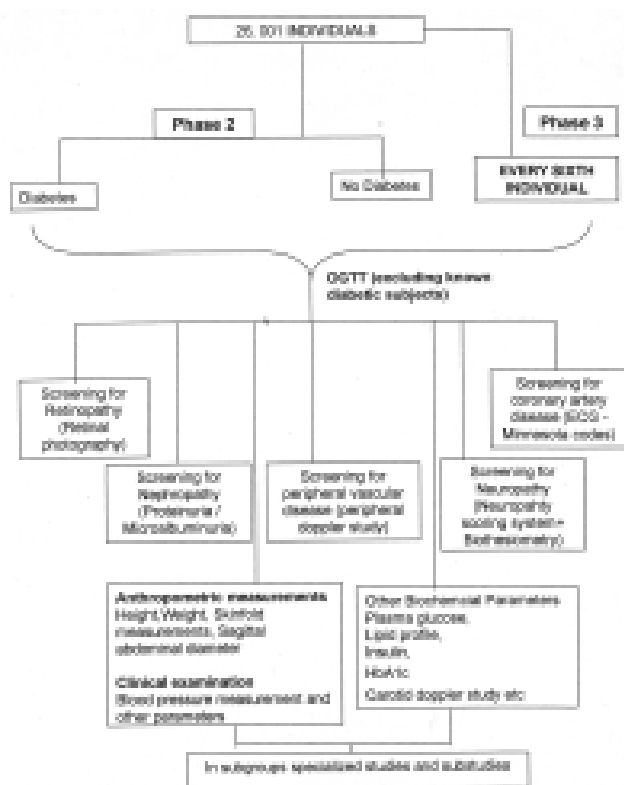 26, 001 INDIVIDUALS
Phase 2
Phase 3
Diabetes
No Diabetes
EVERY SIXTH
INDIVIDUAL
OGTT (excluding known
diabetic subjects)
Screening for
Retinopathy
(Retinal
photography)
Screening for
Nephropathy
(Proteinuria /
Microalbuminuria)
Screening for
peripheral vascular
disease (peripheral
doppler study)
Screening for
coronary artery
disease (ECG -
Minnesota codes)
Screening for
Neuropathy
(Neuropathy
scoring system+
Biothesiometry)
Anthropometric measurements
Height, Weight, Skinfold
measurements, Sagittal
abdominal diameter
Clinical examination
Blood pressure measurement and
other parameters
Other Biochemical Parameters
Plasma glucose,
Lipid profile,
Insulin,
HbA1c
Carotid doppler study etc
In subgroups specialized studies and substudies